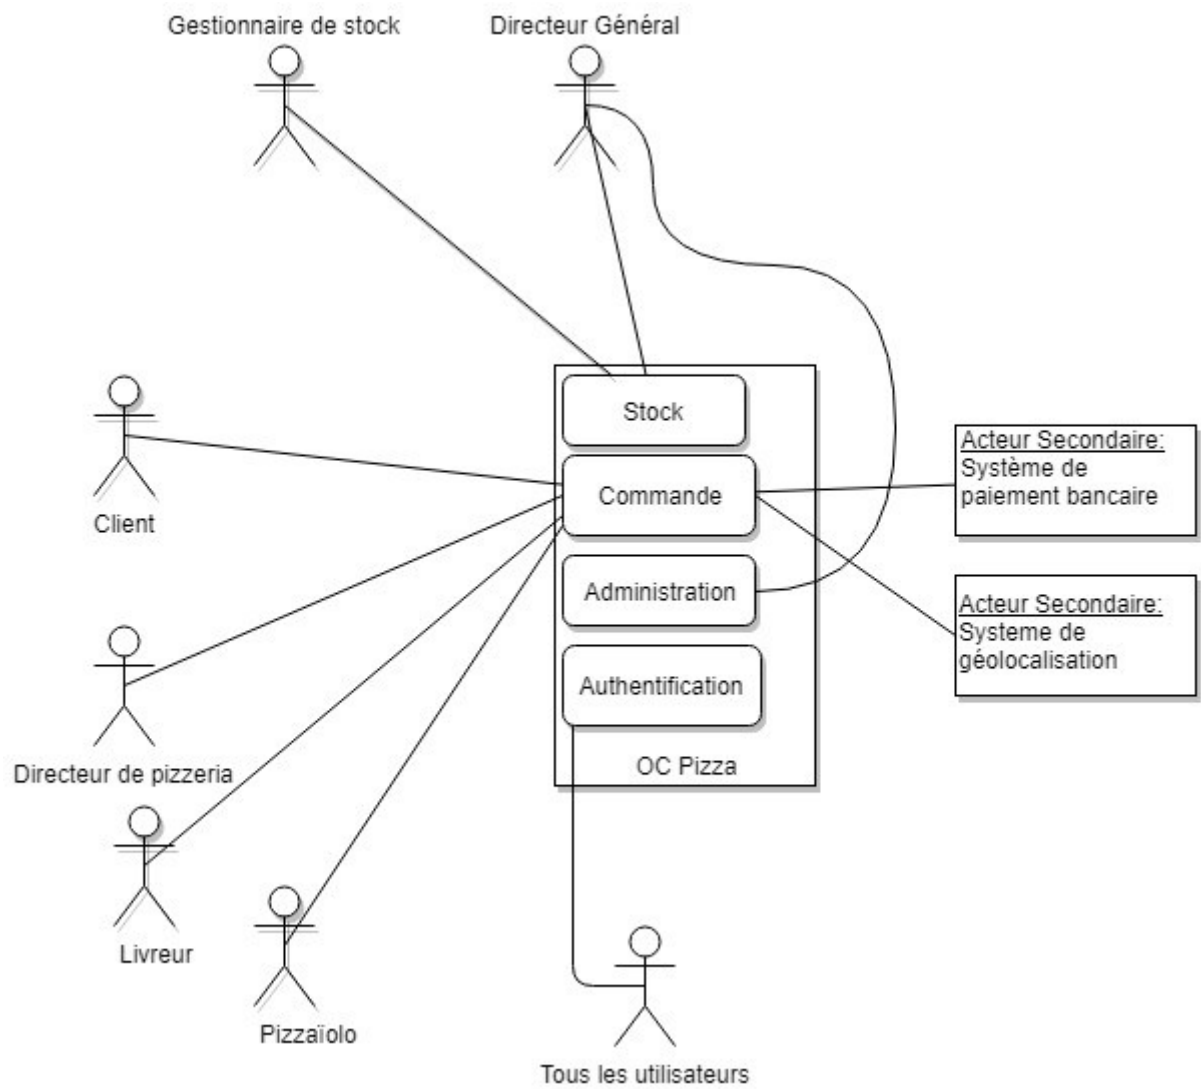 Gestionnaire de stock
Directeur Général
Stock
Commande
Administration
Authentification
OC Pizza
Acteur Secondaire:
Système de
paiement bancaire
Acteur Secondaire:
Systeme de
géolocalisation
Client
Directeur de pizzeria
Livreur
Pizzaïolo
Tous les utilisateurs